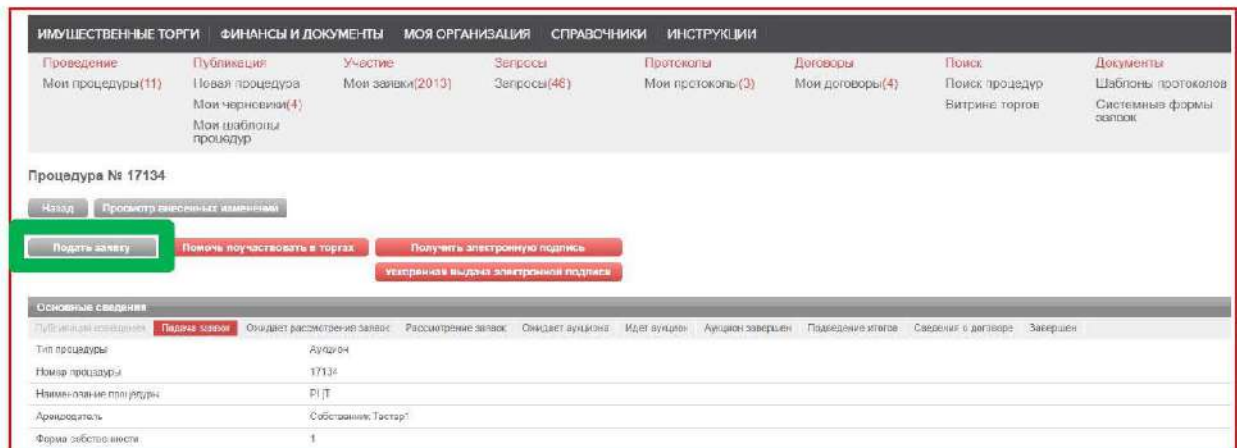 ИМУЩЕСТВЕННЫЕ ТОРГИ ФИНАНСЫ И ДОКУМЕНТЫ МОЯ ОРГАНИЗАЦИЯ СПРАВОЧНИКИ ИНСТРУКЦИИ
Проведение Публикация Участие Запросы Протоколы Договоры Поиск Документы
Мои процедуры(11) Новая процедура Мои заявки(2013) Запросы(46) Мои протоколы(3) Мои договоры(4) Поиск процедур Шаблоны протоколов
Мои черновики(4) Витрина торгов Системные формы заявок
Мои шаблоны процедур
Процедура № 17134
Назад Просмотр внесенных изменений
Подать заявку Помочь поучаствовать в торгах Получить электронную подпись
Ускоренная выдача электронной подписи
Основные сведения
Публикация извещения Подача заявок Ожидает рассмотрения заявок Рассмотрение заявок Ожидает аукциона Идет аукцион Аукцион завершен Подведение итогов Сведения о договоре Завершен
Тип процедуры Аукцион
Номер процедуры 17134
Наименование процедуры
Арендодатель Собственник Тестер1
Форма собственности 1